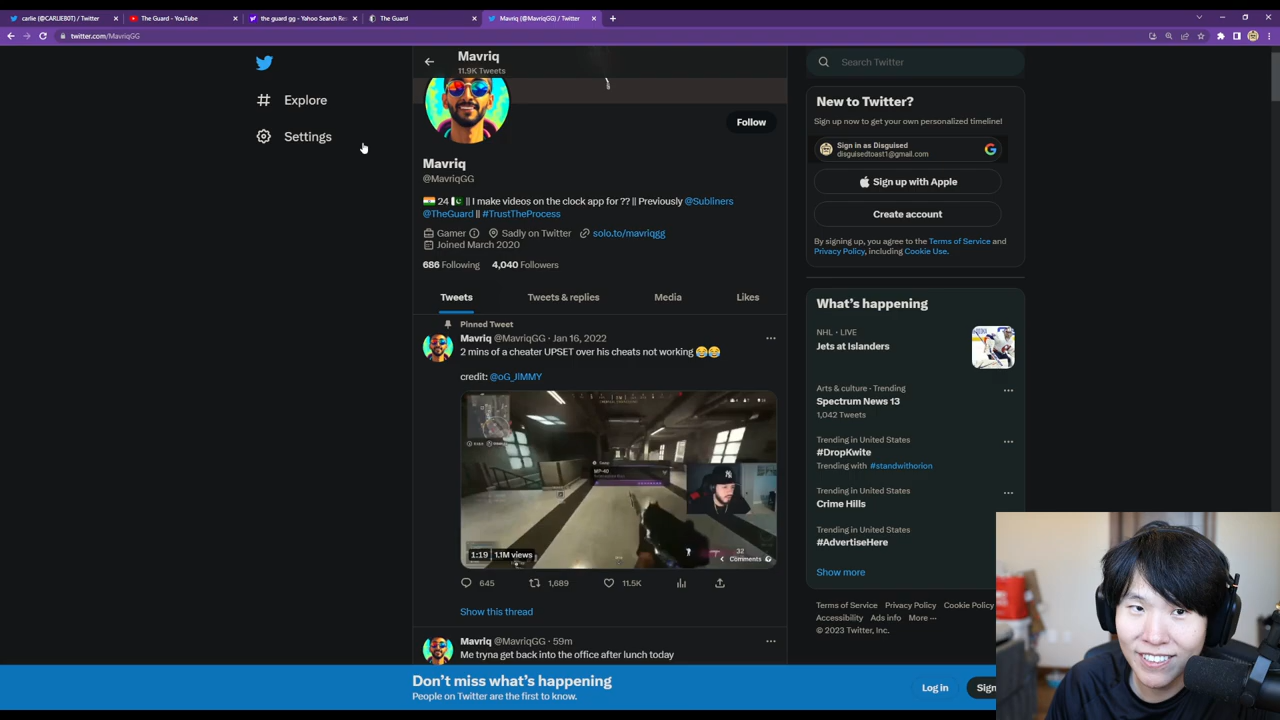 carlie (@CARLIEB0T) / Twitter
The Guard - YouTube
the guard gg - Yahoo Search Res
The Guard
Mavriq (@MavriqGG) / Twitter
twitter.com/MavriqGG
Explore
Settings
Mavriq
11.9K Tweets
Follow
Mavriq
@MavriqGG
🇮🇳 24 🇵🇰 || I make videos on the clock app for ?? || Previously @Subliners
@TheGuard || #TrustTheProcess
Gamer Sadly on Twitter solo.to/mavriqgg
Joined March 2020
686 Following 4,040 Followers
Tweets Tweets & replies Media Likes
Pinned Tweet
Mavriq @MavriqGG · Jan 16, 2022
2 mins of a cheater UPSET over his cheats not working 😂😂
credit: @oG_JIMMY
MP-40
32
Comments
1:19 1.1M views
645 1,689 11.5K
Show this thread
Mavriq @MavriqGG · 59m
Me tryna get back into the office after lunch today
Search Twitter
New to Twitter?
Sign up now to get your own personalized timeline!
Sign in as Disguised
disguisedtoast1@gmail.com
Sign up with Apple
Create account
By signing up, you agree to the Terms of Service and
Privacy Policy, including Cookie Use.
What's happening
NHL · LIVE
Jets at Islanders
Arts & culture · Trending
Spectrum News 13
1,042 Tweets
Trending in United States
#DropKwite
Trending with #standwithorion
Trending in United States
Crime Hills
Trending in United States
#AdvertiseHere
Show more
Terms of Service Privacy Policy Cookie Policy
Accessibility Ads info More ···
© 2023 Twitter, Inc.
Don't miss what's happening
People on Twitter are the first to know.
Log in
Sign